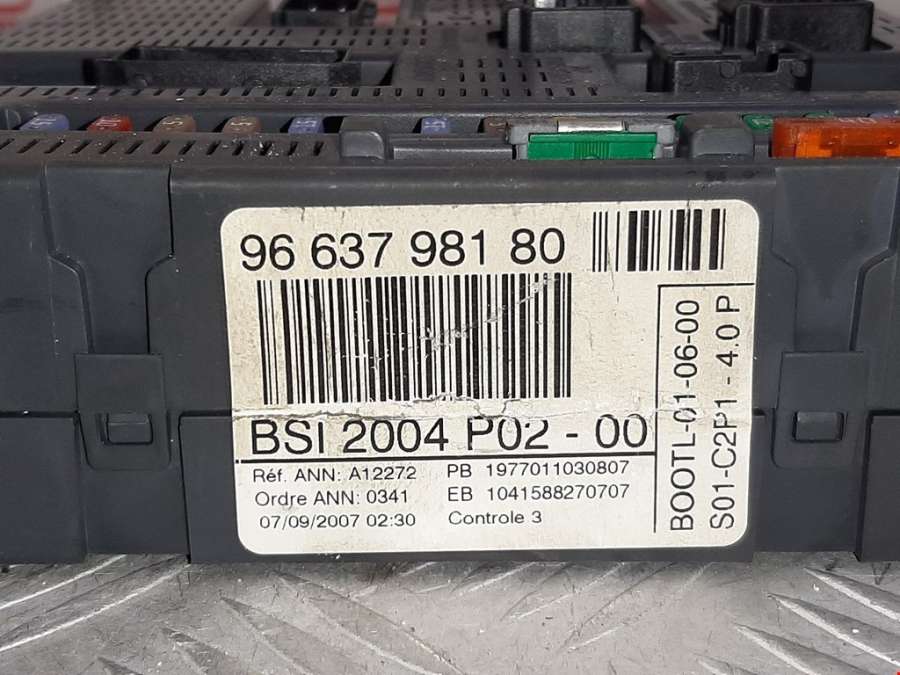 96 637 981 80
BSI 2004 P02 - 00
Réf. ANN: A12272 PB 1977011030807
Ordre ANN: 0341 EB 1041588270707
07/09/2007 02:30 Controle 3
BOOTL-01-06-00
S01-C2P1 - 4.0 P